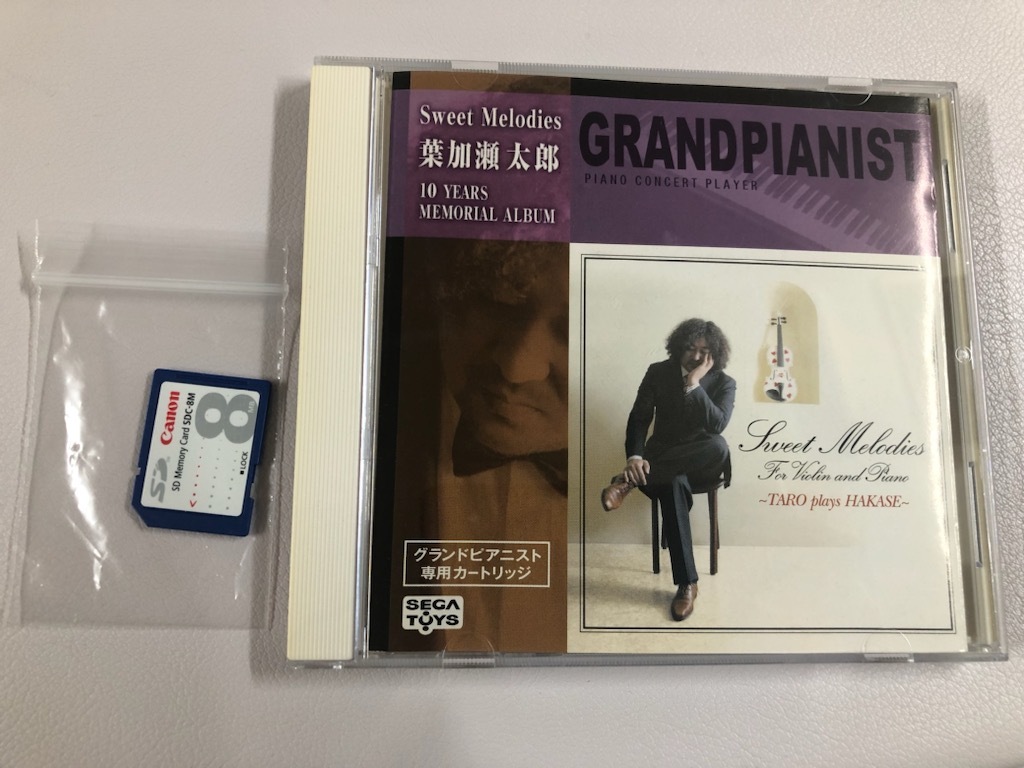 SD
SD Memory Card SDC-8M
Canon
8
MB
LOCK
Sweet Melodies
葉加瀬太郎
10 YEARS
MEMORIAL ALBUM
GRANDPIANIST
PIANO CONCERT PLAYER
Sweet Melodies
For Violin and Piano
~TARO plays HAKASE~
グランドピアニスト
専用カートリッジ
SEGA
TOYS